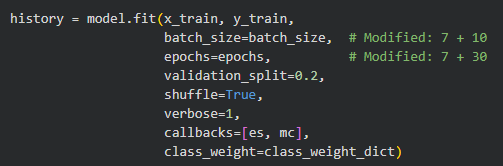 history = model.fit(x_train, y_train,
                    batch_size=batch_size,  # Modified: 7 + 10
                    epochs=epochs,          # Modified: 7 + 30
                    validation_split=0.2,
                    shuffle=True,
                    verbose=1,
                    callbacks=[es, mc],
                    class_weight=class_weight_dict)